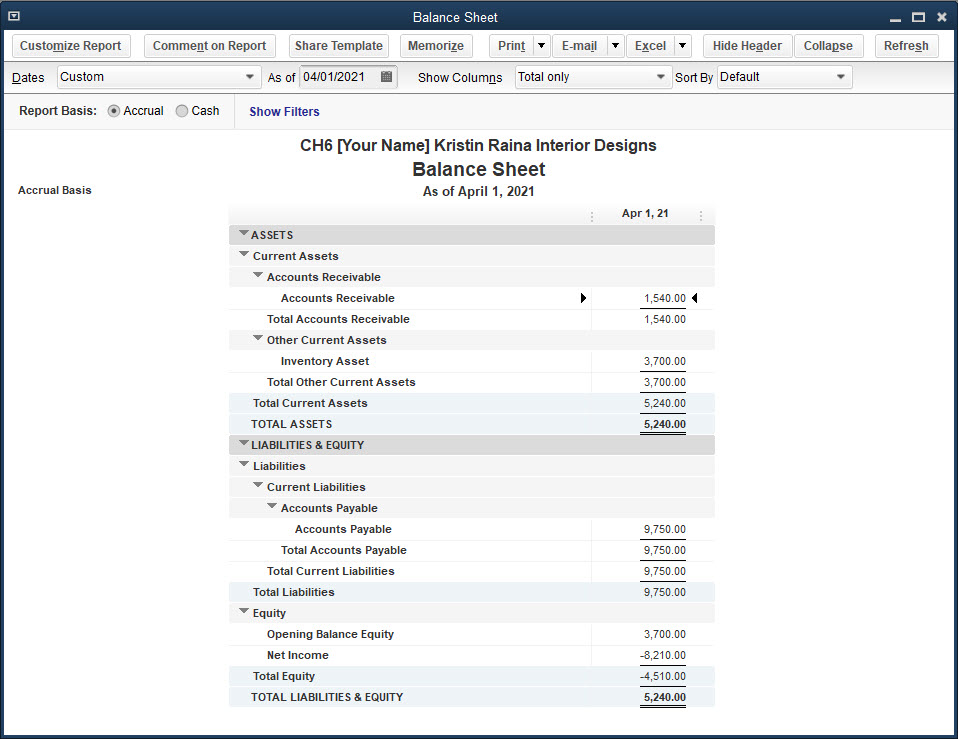 Balance Sheet
Customize Report Comment on Report Share Template Memorize Print E-mail Excel Hide Header Collapse Refresh
Dates Custom As of 04/01/2021 Show Columns Total only Sort By Default
Report Basis: Accrual Cash Show Filters
CH6 [Your Name] Kristin Raina Interior Designs
Balance Sheet
Accrual Basis As of April 1, 2021
Apr 1, 21
ASSETS
Current Assets
Accounts Receivable
Accounts Receivable 1,540.00
Total Accounts Receivable 1,540.00
Other Current Assets
Inventory Asset 3,700.00
Total Other Current Assets 3,700.00
Total Current Assets 5,240.00
TOTAL ASSETS 5,240.00
LIABILITIES & EQUITY
Liabilities
Current Liabilities
Accounts Payable
Accounts Payable 9,750.00
Total Accounts Payable 9,750.00
Total Current Liabilities 9,750.00
Total Liabilities 9,750.00
Equity
Opening Balance Equity 3,700.00
Net Income -8,210.00
Total Equity -4,510.00
TOTAL LIABILITIES & EQUITY 5,240.00